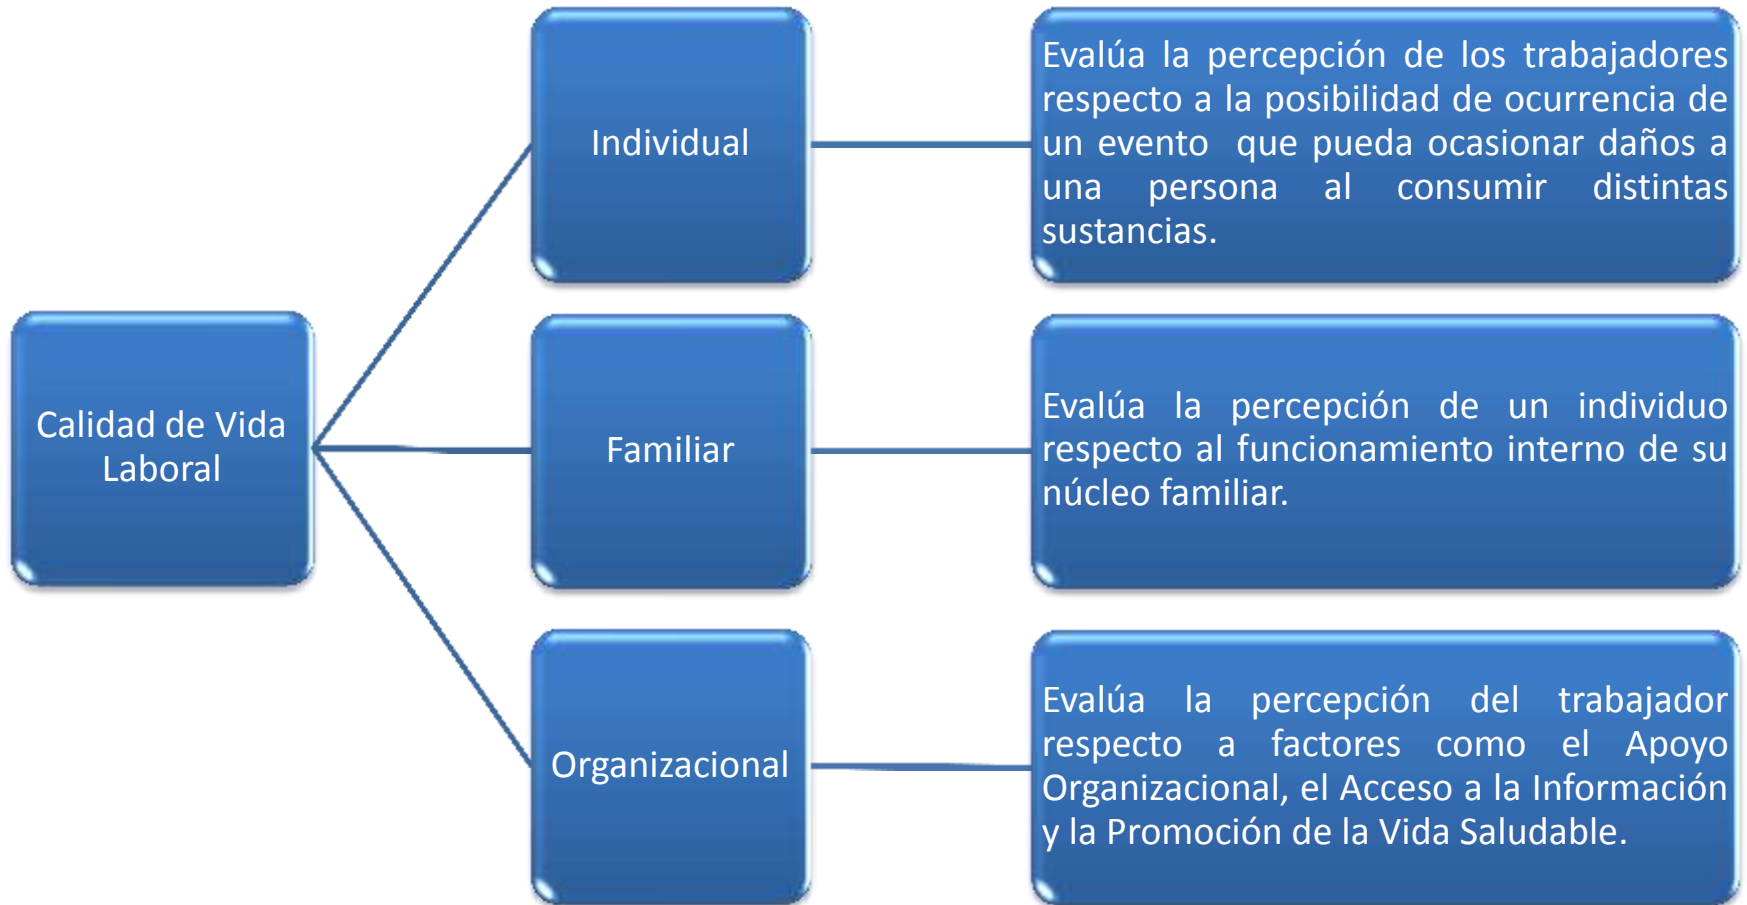 Calidad de Vida
Laboral
Individual
Evalúa la percepción de los trabajadores
respecto a la posibilidad de ocurrencia de
un evento que pueda ocasionar daños a
una persona al consumir distintas
sustancias.
Familiar
Evalúa la percepción de un individuo
respecto al funcionamiento interno de su
núcleo familiar.
Organizacional
Evalúa la percepción del trabajador
respecto a factores como el Apoyo
Organizacional, el Acceso a la Información
y la Promoción de la Vida Saludable.